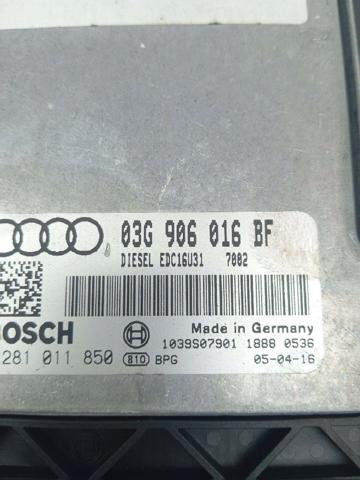 03G 906 016 BF
DIESEL EDC16U31 7002
BOSCH
Made in Germany
281 011 850
1039S07901 1888 0536
810 BPG
05-04-16